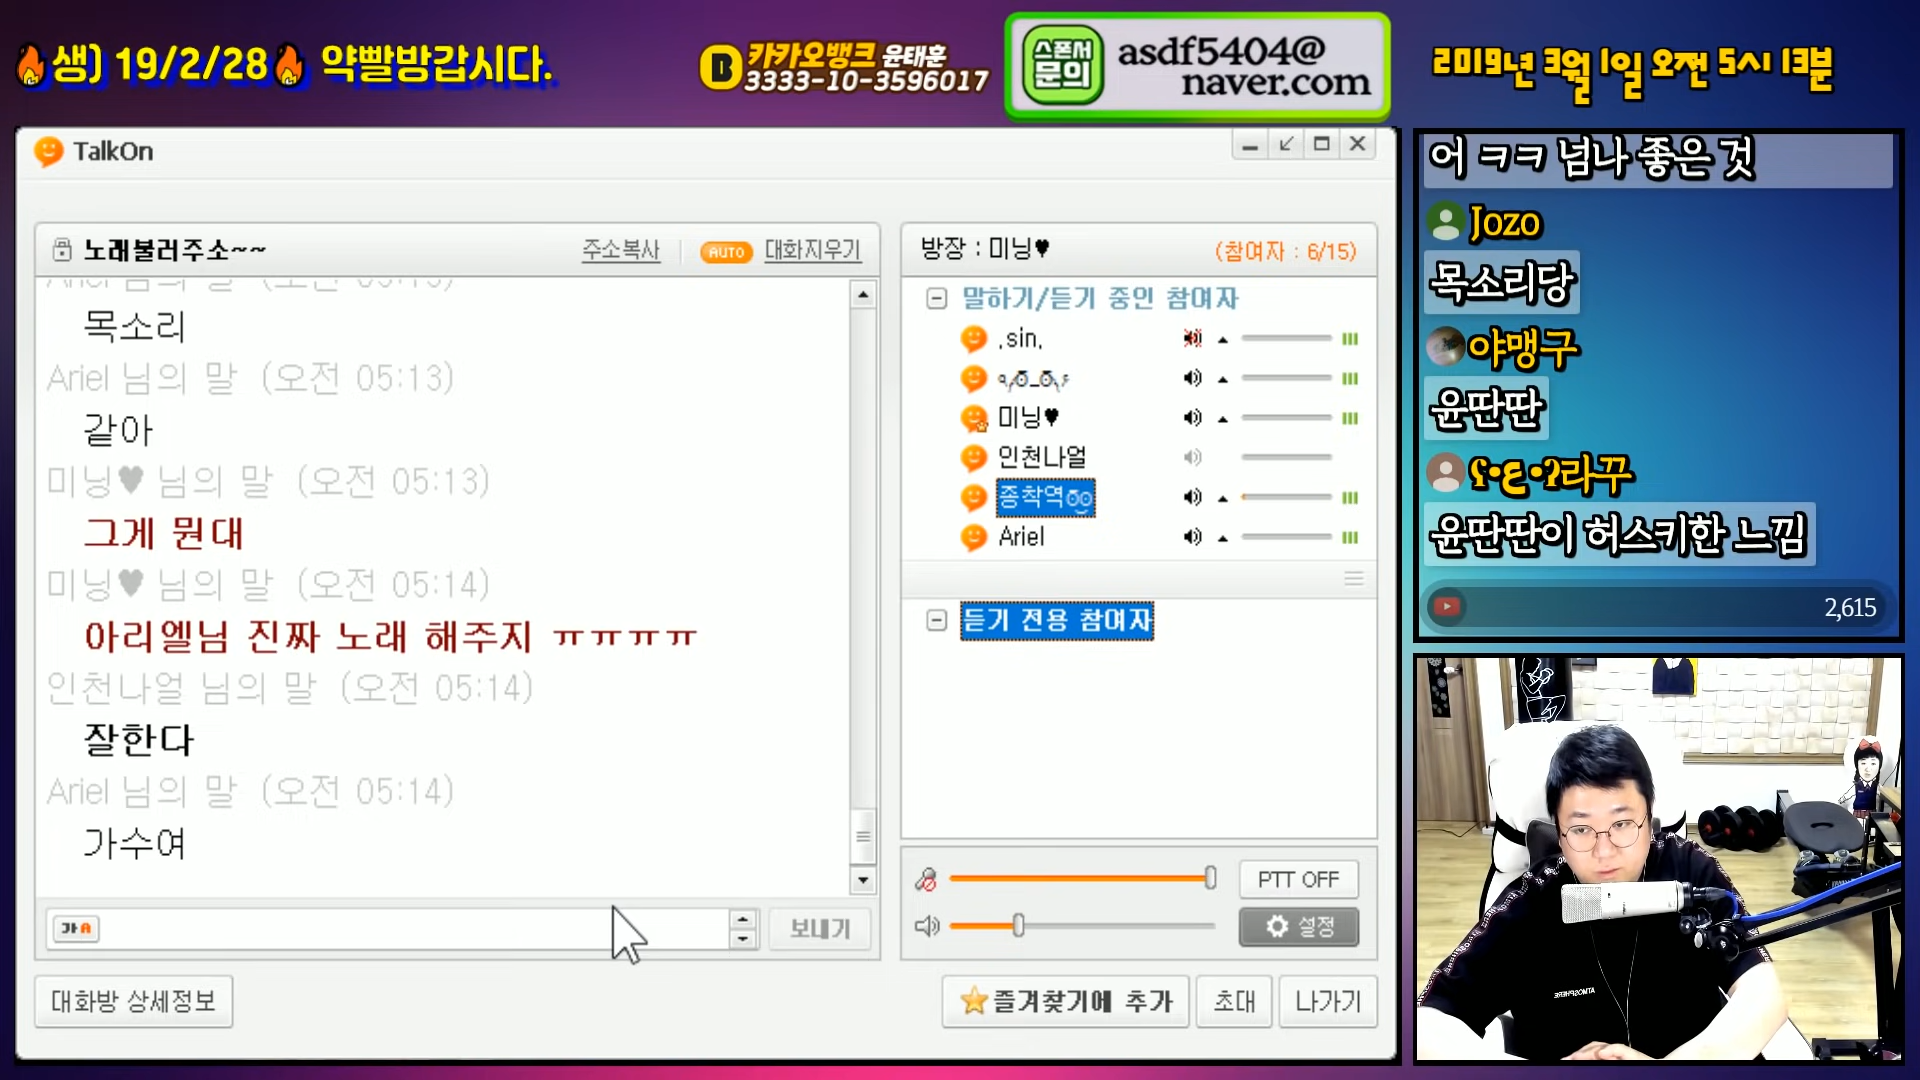 생) 19/2/28 약빨방갑시다.
카카오뱅크 윤태훈
3333-10-3596017
스폰서
문의
asdf5404@
naver.com
2019년 3월 1일 오전 5시 13분
TalkOn
노래불러주소~~
주소복사
AUTO
대화지우기
목소리
Ariel 님의 말 (오전 05:13)
같아
미닝♥ 님의 말 (오전 05:13)
그게 뭔대
미닝♥ 님의 말 (오전 05:14)
아리엘님 진짜 노래 해주지 ㅠㅠㅠㅠ
인천나얼 님의 말 (오전 05:14)
잘한다
Ariel 님의 말 (오전 05:14)
가수여
가A
보내기
대화방 상세정보
방장 : 미닝♥
(참여자 : 6/15)
말하기/듣기 중인 참여자
.sin.
미닝♥
인천나얼
종착역
Ariel
듣기 전용 참여자
PTT OFF
설정
즐겨찾기에 추가
초대
나가기
어 ㅋㅋ 넘나 좋은 것
Jozo
목소리당
야맹구
윤딴딴
ʕ•ع•ʔ라꾸
윤딴딴이 허스키한 느낌
2,615
ATMOSPHERE